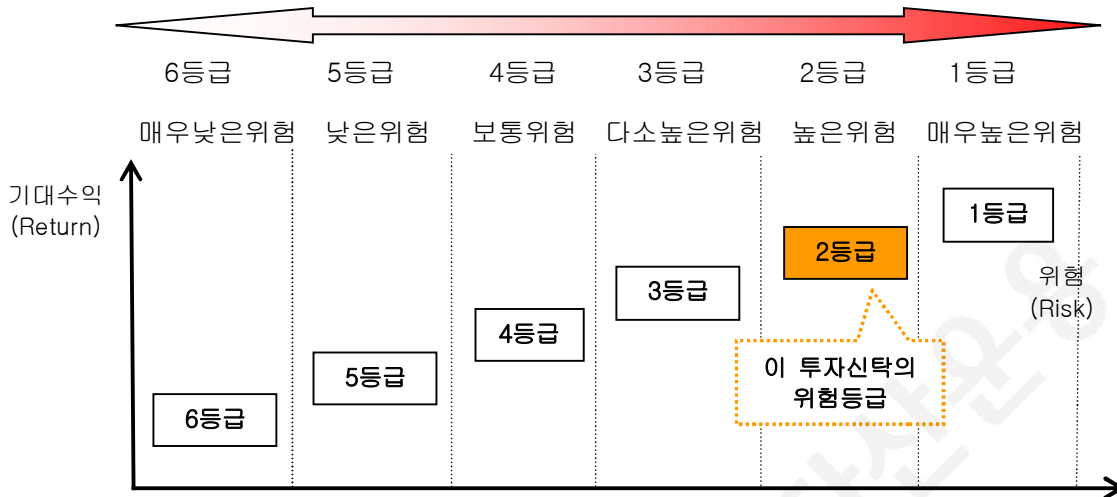 6등급 5등급 4등급 3등급 2등급 1등급
매우낮은위험 낮은위험 보통위험 다소높은위험 높은위험 매우높은위험
기대수익
(Return)
1등급
2등급
3등급
위험
(Risk)
4등급
이 투자신탁의
위험등급
5등급
6등급